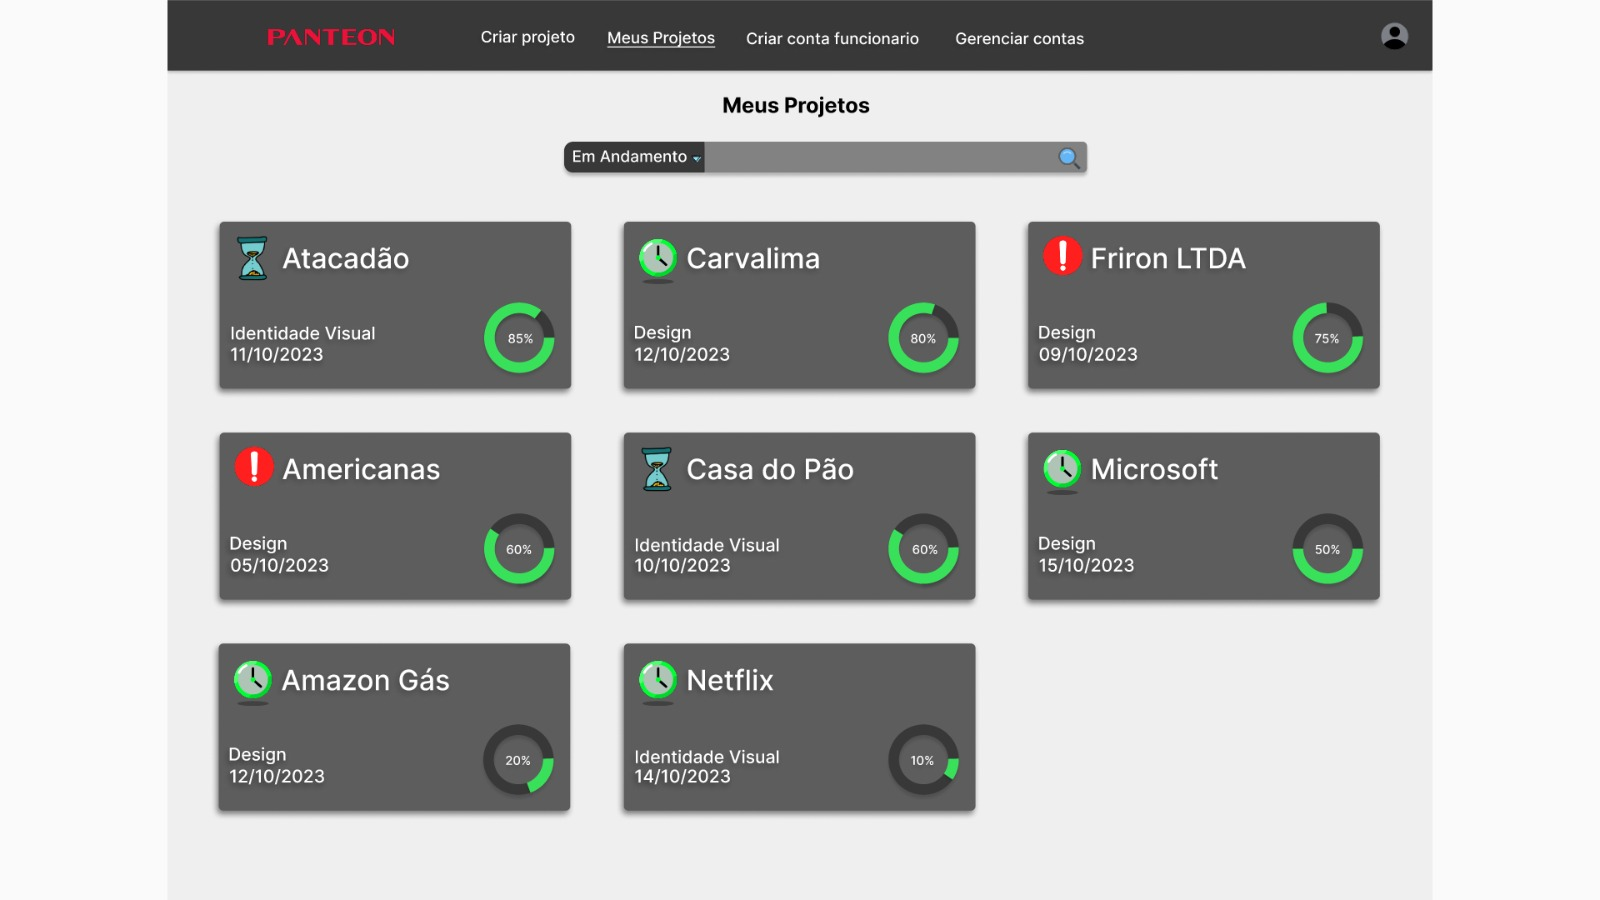 PANTEON
Criar projeto
Meus Projetos
Criar conta funcionario
Gerenciar contas
Meus Projetos
Em Andamento
Atacadão
Identidade Visual
11/10/2023
85%
Carvalima
Design
12/10/2023
80%
Friron LTDA
Design
09/10/2023
75%
Americanas
Design
05/10/2023
60%
Casa do Pão
Identidade Visual
10/10/2023
60%
Microsoft
Design
15/10/2023
50%
Amazon Gás
Design
12/10/2023
20%
Netflix
Identidade Visual
14/10/2023
10%